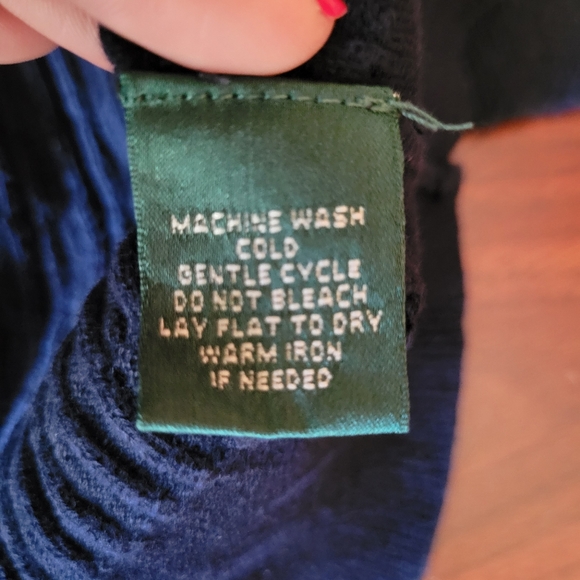 MACHINE WASH
COLD
GENTLE CYCLE
DO NOT BLEACH
LAY FLAT TO DRY
WARM IRON
IF NEEDED